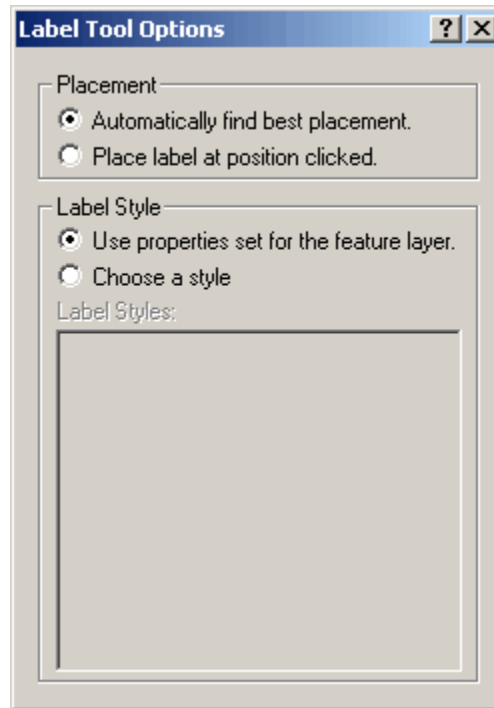 Label Tool Options
Placement
Automatically find best placement.
Place label at position clicked.
Label Style
Use properties set for the feature layer.
Choose a style
Label Styles: